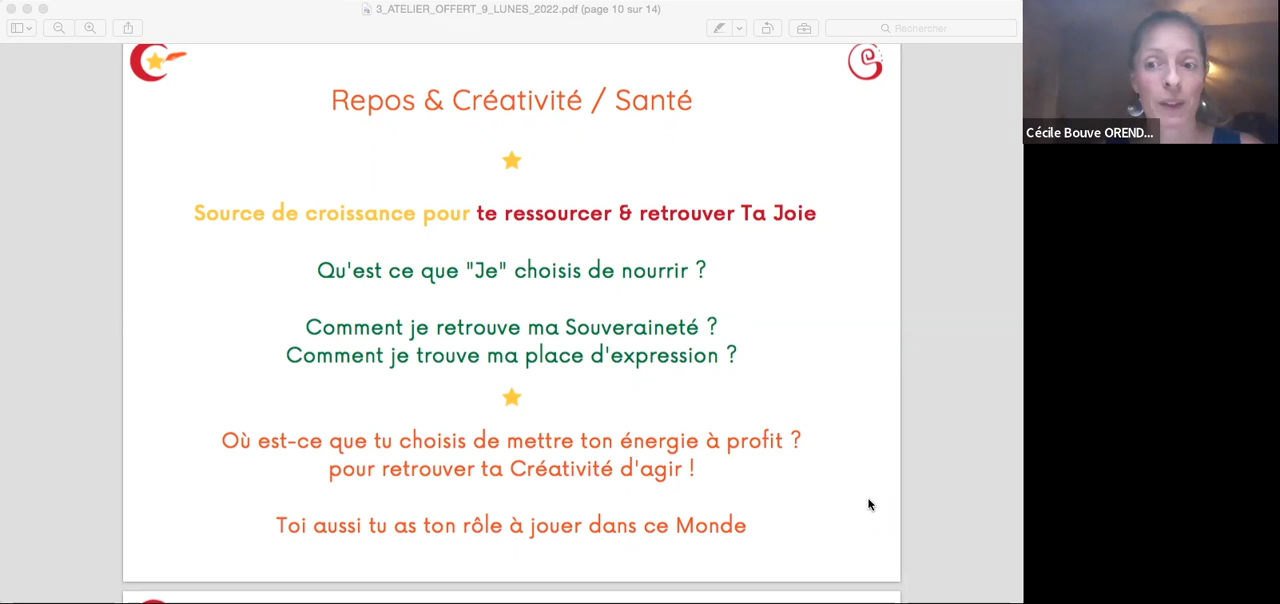 3_ATELIER_OFFERT_9_LUNES_2022.pdf (page 10 sur 14)
Rechercher
Repos & Créativité / Santé
Source de croissance pour te ressourcer & retrouver Ta Joie
Qu'est ce que "Je" choisis de nourrir ?
Comment je retrouve ma Souveraineté ?
Comment je trouve ma place d'expression ?
Où est-ce que tu choisis de mettre ton énergie à profit ?
pour retrouver ta Créativité d'agir !
Toi aussi tu as ton rôle à jouer dans ce Monde
Cécile Bouve OREND...